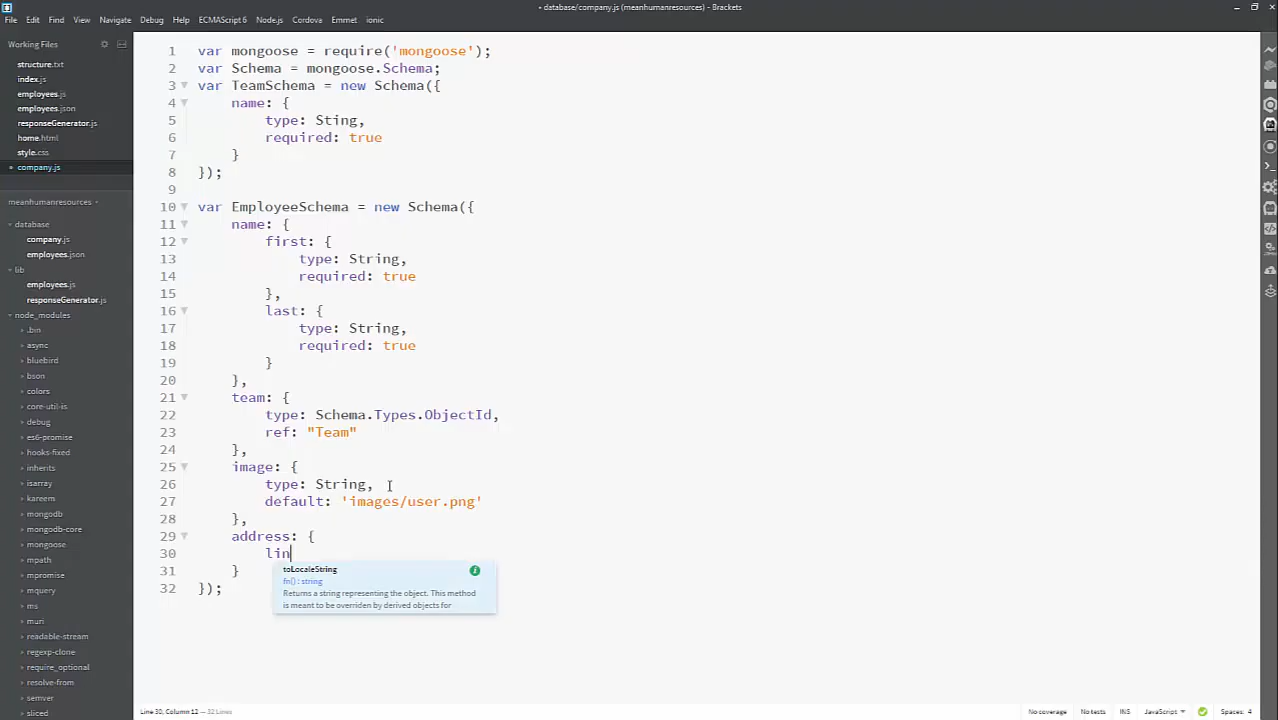 • database/company.js (meanhumanresources) - Brackets
File Edit Find View Navigate Debug Help ECMAScript 6 Node.js Cordova Emmet ionic
Working Files
structure.txt
index.js
employees.js
employees.json
responseGenerator.js
home.html
style.css
company.js
meanhumanresources
database
company.js
employees.json
lib
employees.js
responseGenerator.js
node_modules
.bin
async
bluebird
bson
colors
core-util-is
debug
es6-promise
hooks-fixed
inherits
isarray
kareem
mongodb
mongodb-core
mongoose
mpath
mpromise
mquery
ms
muri
readable-stream
regexp-clone
require_optional
resolve-from
semver
sliced
1 var mongoose = require('mongoose');
2 var Schema = mongoose.Schema;
3 var TeamSchema = new Schema({
4 name: {
5 type: Sting,
6 required: true
7 }
8 });
9
10 var EmployeeSchema = new Schema({
11 name: {
12 first: {
13 type: String,
14 required: true
15 },
16 last: {
17 type: String,
18 required: true
19 }
20 },
21 team: {
22 type: Schema.Types.ObjectId,
23 ref: "Team"
24 },
25 image: {
26 type: String,
27 default: 'images/user.png'
28 },
29 address: {
30 lin
31 }
32 });
toLocaleString
fn() : string
Returns a string representing the object. This method
is meant to be overriden by derived objects for
Line 30, Column 12 — 32 Lines
No coverage No tests INS JavaScript Spaces: 4